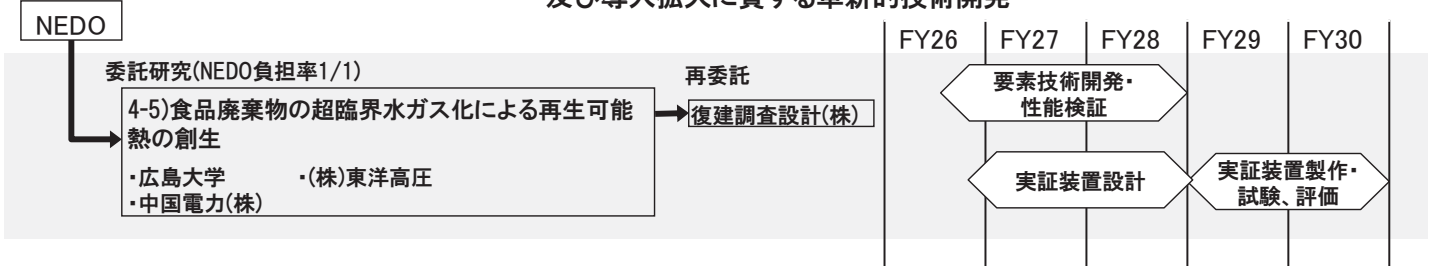 及び導入拡大に資する革新的技術開発
NEDO
FY26
FY27
FY28
FY29
FY30
委託研究(NEDO負担率1/1)
再委託
4-5)食品廃棄物の超臨界水ガス化による再生可能
熱の創生
・広島大学 ・(株)東洋高圧
・中国電力(株)
復建調査設計(株)
要素技術開発・
性能検証
実証装置設計
実証装置製作・
試験、評価